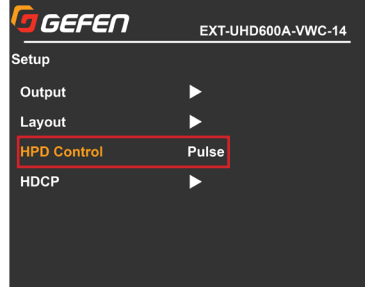 GEFEN
EXT-UHD600A-VWC-14
Setup
Output
Layout
HPD Control Pulse
HDCP